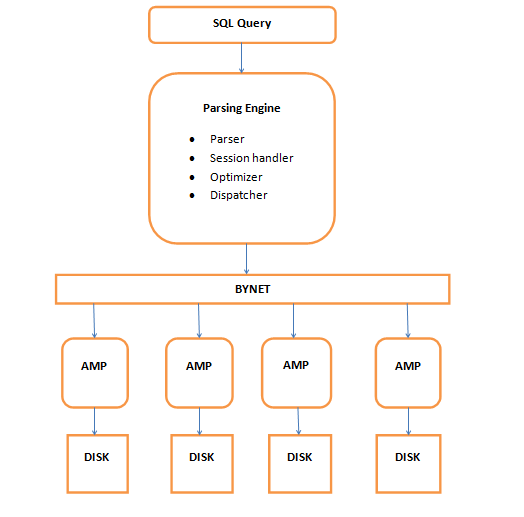 SQL Query
Parsing Engine
● Parser
● Session handler
● Optimizer
● Dispatcher
BYNET
AMP AMP AMP AMP
DISK DISK DISK DISK